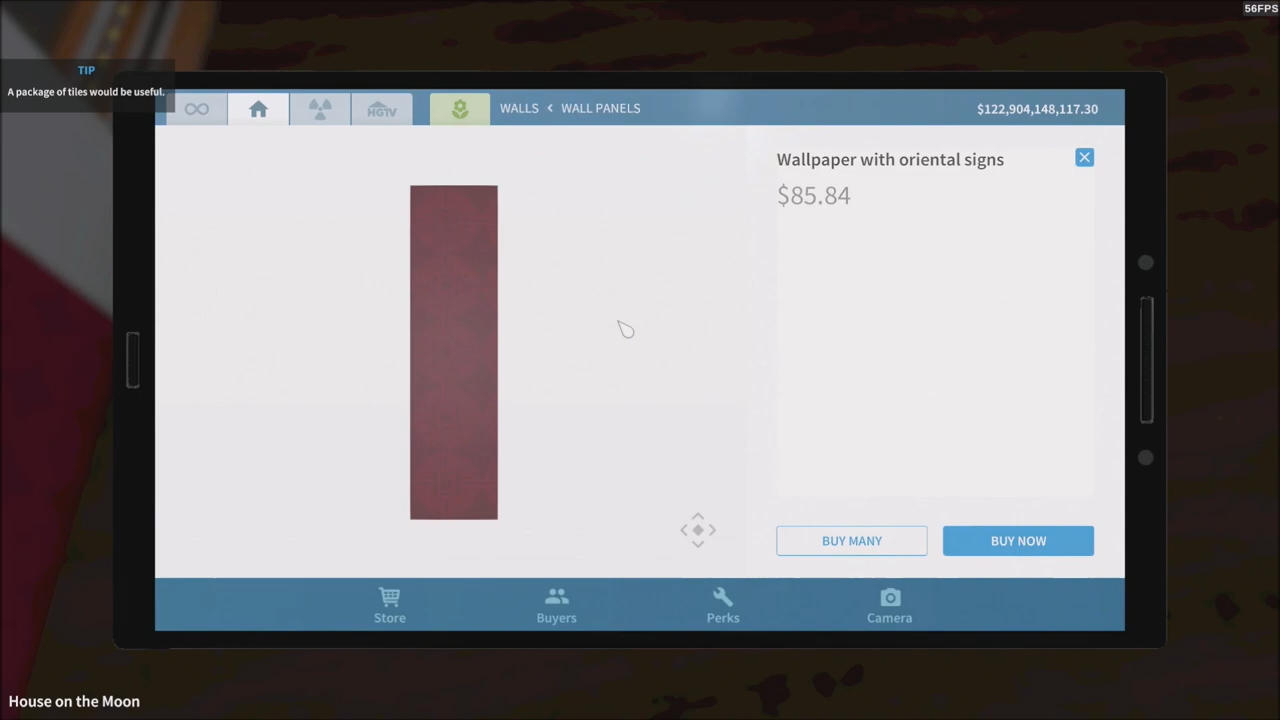 56FPS
TIP
A package of tiles would be useful.
HGTV
WALLS < WALL PANELS
$122,904,148,117.30
Wallpaper with oriental signs
$85.84
BUY MANY
BUY NOW
Store
Buyers
Perks
Camera
House on the Moon